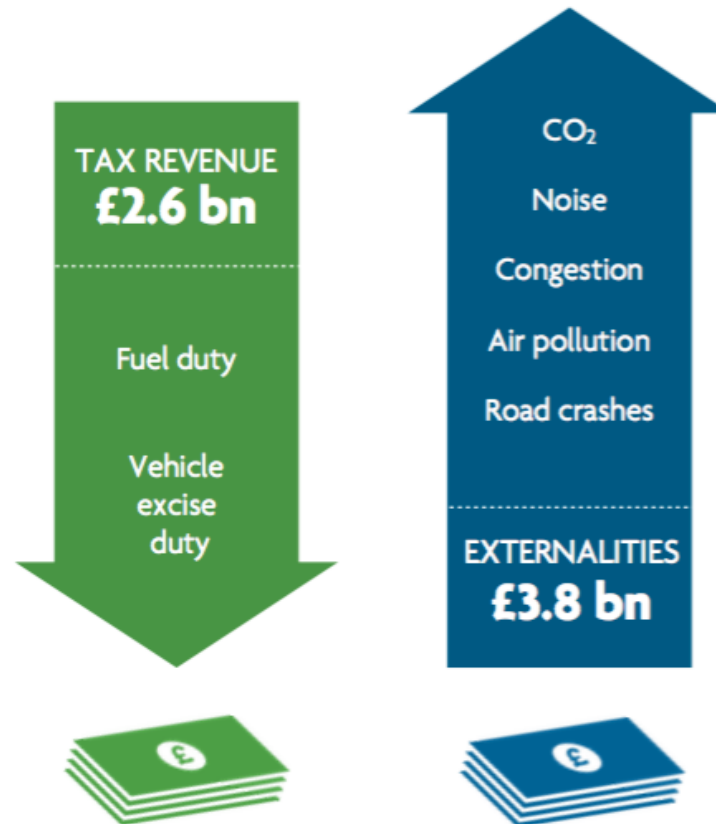 TAX REVENUE
£2.6 bn
Fuel duty
Vehicle
excise
duty
£
CO₂
Noise
Congestion
Air pollution
Road crashes
EXTERNALITIES
£3.8 bn
£